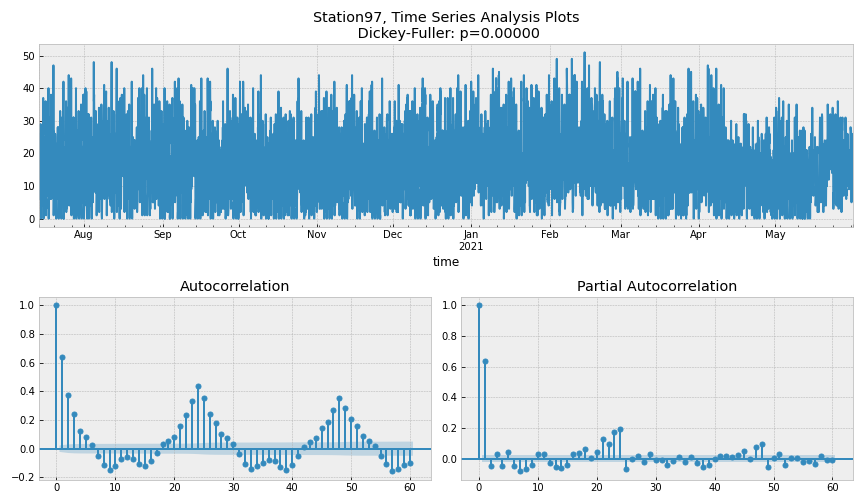 Station97, Time Series Analysis Plots
Dickey-Fuller: p=0.00000
50
40
30
20
10
0
Aug Sep Oct Nov Dec Jan Feb Mar Apr May
2021
time
Autocorrelation Partial Autocorrelation
1.0 1.0
0.8 0.8
0.6 0.6
0.4 0.4
0.2 0.2
0.0 0.0
−0.2
0 10 20 30 40 50 60 0 10 20 30 40 50 60